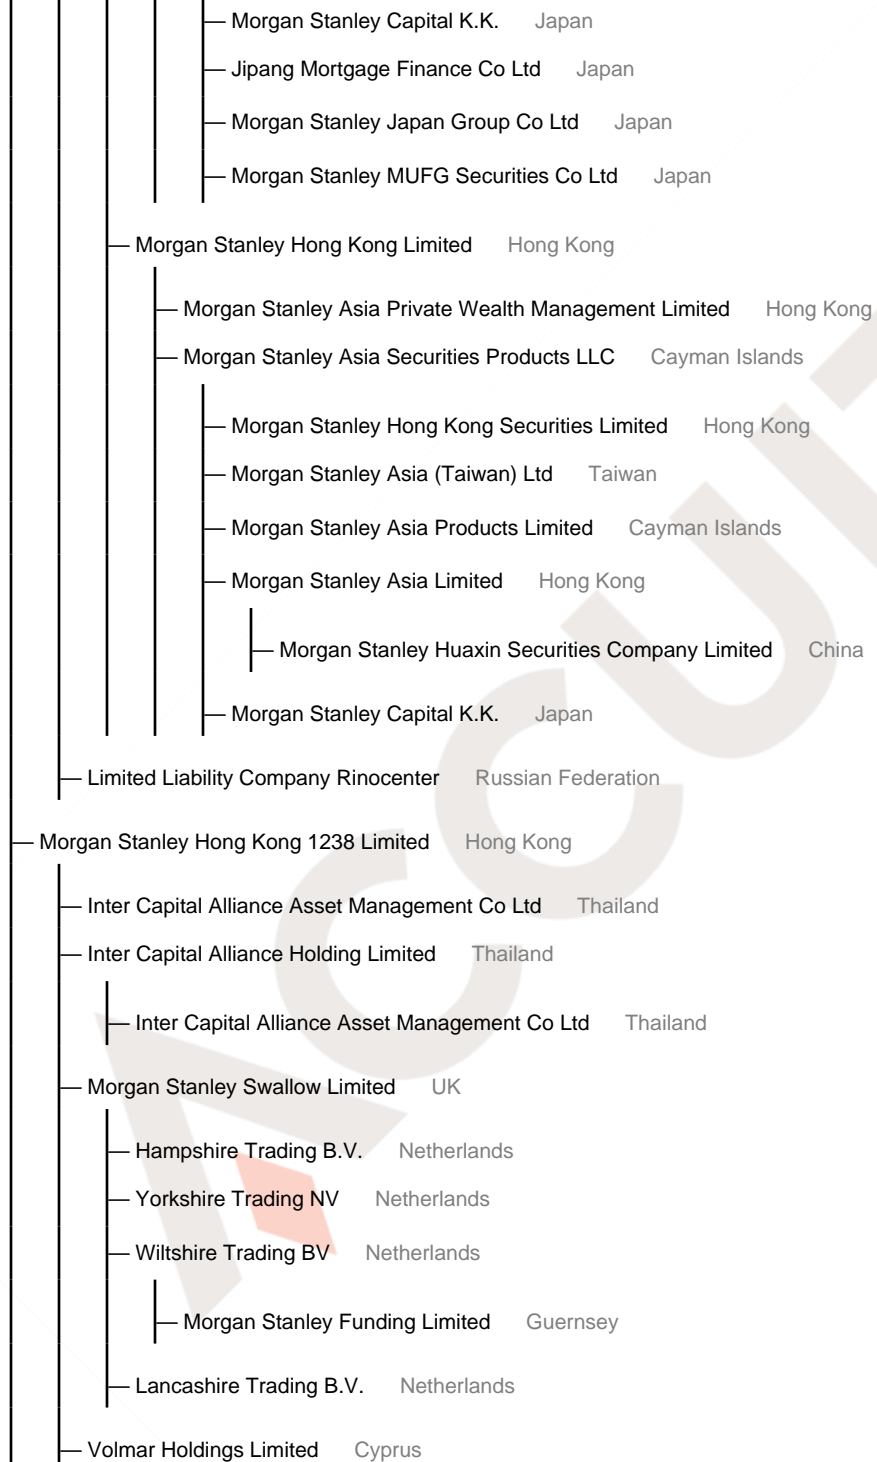 Morgan Stanley Capital K.K. Japan
Jipang Mortgage Finance Co Ltd Japan
Morgan Stanley Japan Group Co Ltd Japan
Morgan Stanley MUFG Securities Co Ltd Japan
Morgan Stanley Hong Kong Limited Hong Kong
Morgan Stanley Asia Private Wealth Management Limited Hong Kong
Morgan Stanley Asia Securities Products LLC Cayman Islands
Morgan Stanley Hong Kong Securities Limited Hong Kong
Morgan Stanley Asia (Taiwan) Ltd Taiwan
Morgan Stanley Asia Products Limited Cayman Islands
Morgan Stanley Asia Limited Hong Kong
Morgan Stanley Huaxin Securities Company Limited China
Morgan Stanley Capital K.K. Japan
Limited Liability Company Rinocenter Russian Federation
Morgan Stanley Hong Kong 1238 Limited Hong Kong
Inter Capital Alliance Asset Management Co Ltd Thailand
Inter Capital Alliance Holding Limited Thailand
Inter Capital Alliance Asset Management Co Ltd Thailand
Morgan Stanley Swallow Limited UK
Hampshire Trading B.V. Netherlands
Yorkshire Trading NV Netherlands
Wiltshire Trading BV Netherlands
Morgan Stanley Funding Limited Guernsey
Lancashire Trading B.V. Netherlands
Volmar Holdings Limited Cyprus